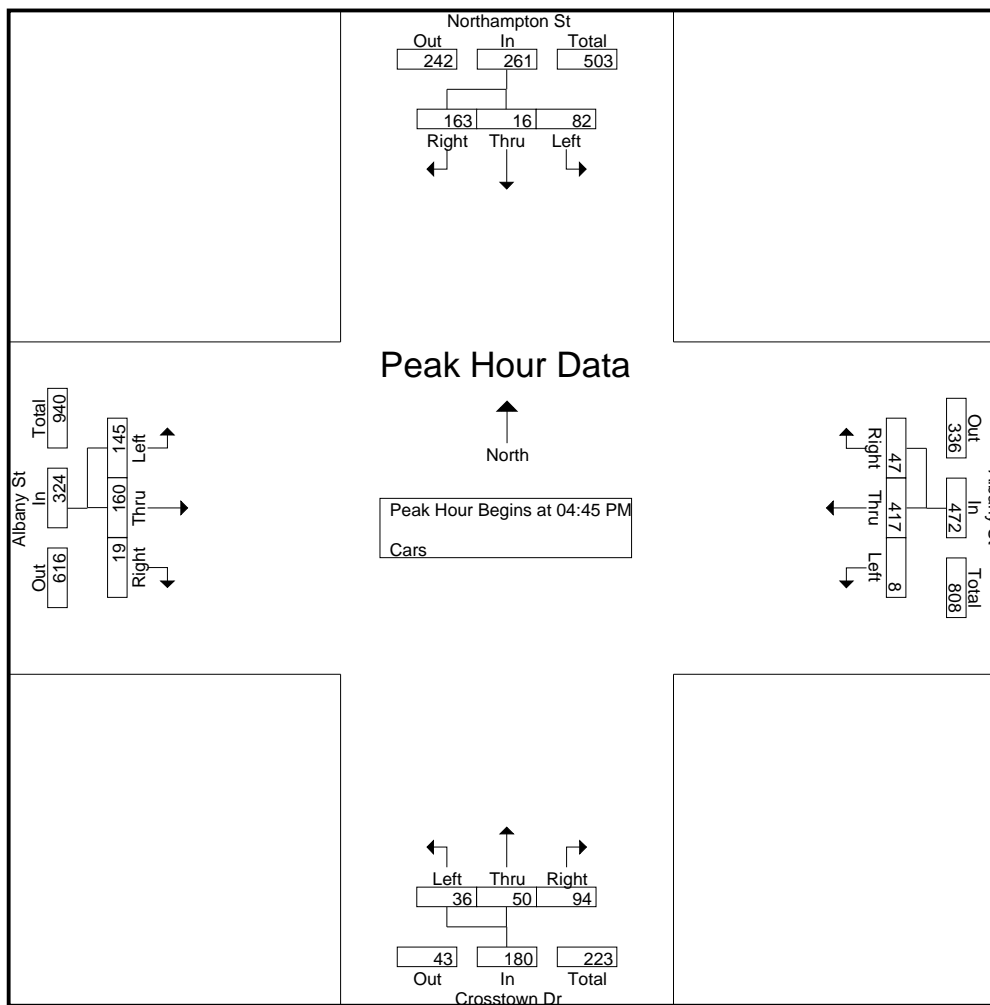 Northampton St
Out In Total
242 261 503
163 16 82
Right Thru Left
Peak Hour Data
North
Peak Hour Begins at 04:45 PM
Cars
Albany St
Out In Total
616 324 940
Right Thru Left
19 160 145
Out In Total
336 472 808
Right Thru Left
47 417 8
Left Thru Right
36 50 94
43 180 223
Out In Total
Crosstown Dr